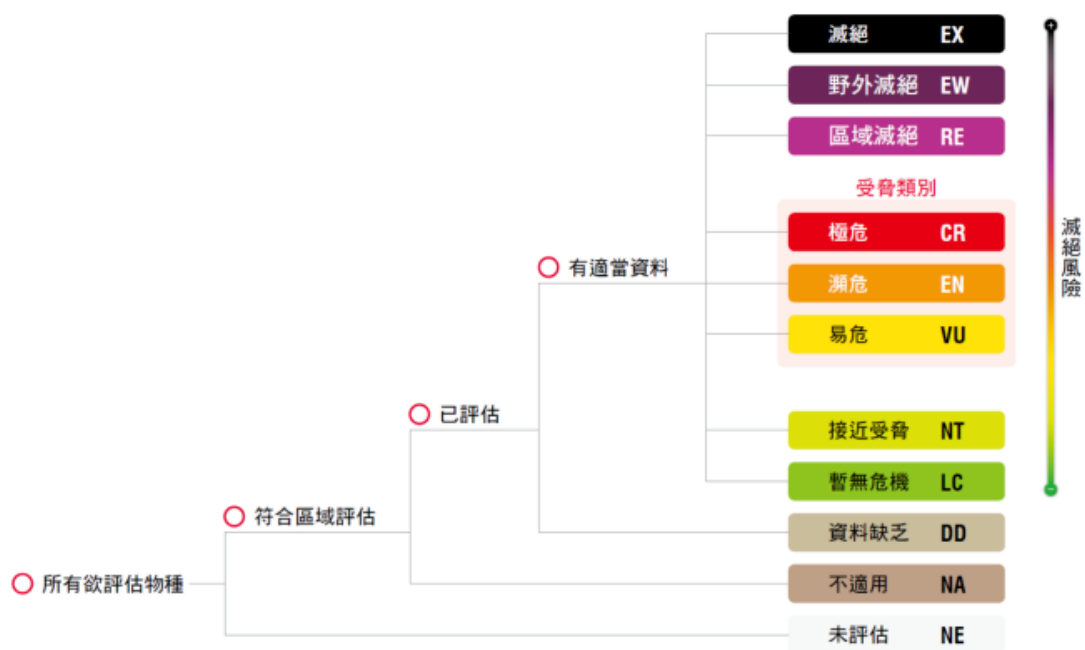 滅絕 EX
野外滅絕 EW
區域滅絕 RE
受脅類別
極危 CR
瀕危 EN
易危 VU
接近受脅 NT
暫無危機 LC
資料缺乏 DD
不適用 NA
未評估 NE
有適當資料
已評估
符合區域評估
所有欲評估物種
滅絕風險
+
−